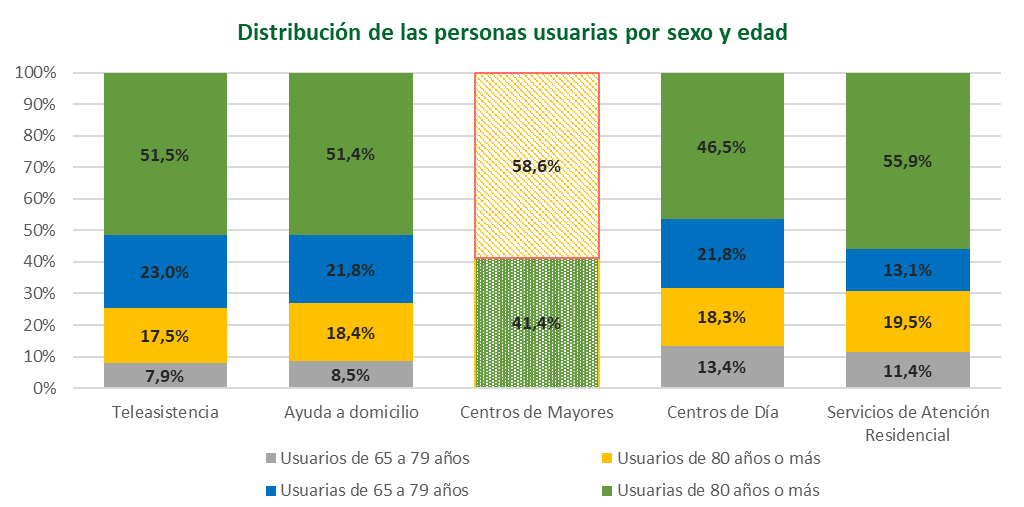 Distribución de las personas usuarias por sexo y edad
100%
90%
80%
70%
60%
50%
40%
30%
20%
10%
0%
51,5%
23,0%
17,5%
7,9%
51,4%
21,8%
18,4%
8,5%
58,6%
41,4%
46,5%
21,8%
18,3%
13,4%
55,9%
13,1%
19,5%
11,4%
Teleasistencia
Ayuda a domicilio
Centros de Mayores
Centros de Día
Servicios de Atención
Residencial
Usuarios de 65 a 79 años
Usuarios de 80 años o más
Usuarias de 65 a 79 años
Usuarias de 80 años o más